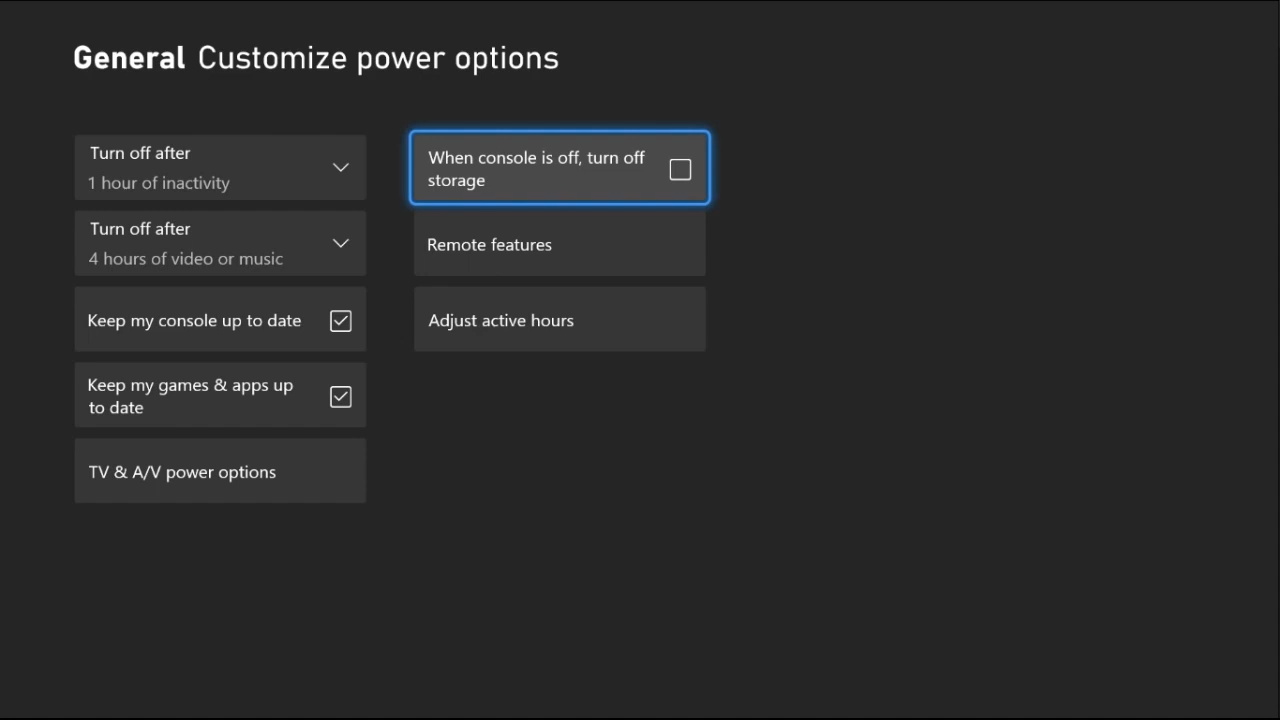 General Customize power options
Turn off after
1 hour of inactivity
Turn off after
4 hours of video or music
Keep my console up to date
Keep my games & apps up
to date
TV & A/V power options
When console is off, turn off
storage
Remote features
Adjust active hours